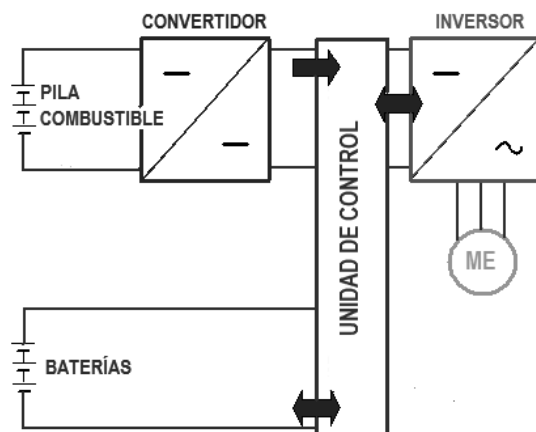 CONVERTIDOR
INVERSOR
PILA
COMBUSTIBLE
UNIDAD DE CONTROL
ME
BATERÍAS